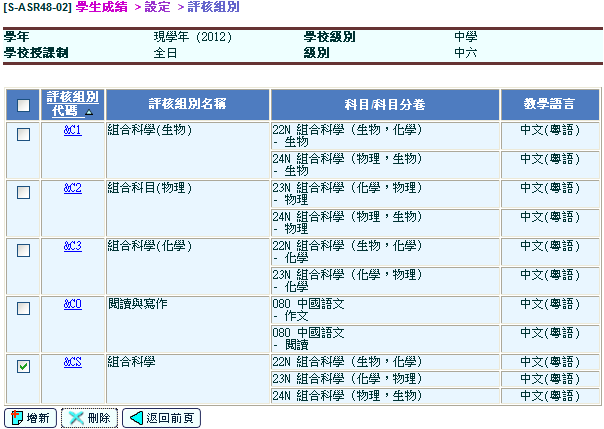 [S-ASR48-02] 學生成績 > 設定 > 評核組別
學年 現學年 (2012) 學校級別 中學
學校授課制 全日 級別 中六
評核組別代碼 評核組別名稱 科目/科目分卷 教學語言
&C1 組合科學(生物) 22N 組合科學 (生物，化學) 中文(粵語)
- 生物
24N 組合科學 (物理，生物) 中文(粵語)
- 生物
&C2 組合科目(物理) 23N 組合科學 (化學，物理) 中文(粵語)
- 物理
24N 組合科學 (物理，生物) 中文(粵語)
- 物理
&C3 組合科學(化學) 22N 組合科學 (生物，化學) 中文(粵語)
- 化學
23N 組合科學 (化學，物理) 中文(粵語)
- 化學
&CO 閱讀與寫作 080 中國語文 中文(粵語)
- 作文
080 中國語文 中文(粵語)
- 閱讀
&CS 組合科學 22N 組合科學 (生物，化學) 中文(粵語)
23N 組合科學 (化學，物理) 中文(粵語)
24N 組合科學 (物理，生物) 中文(粵語)
增新 刪除 返回前頁